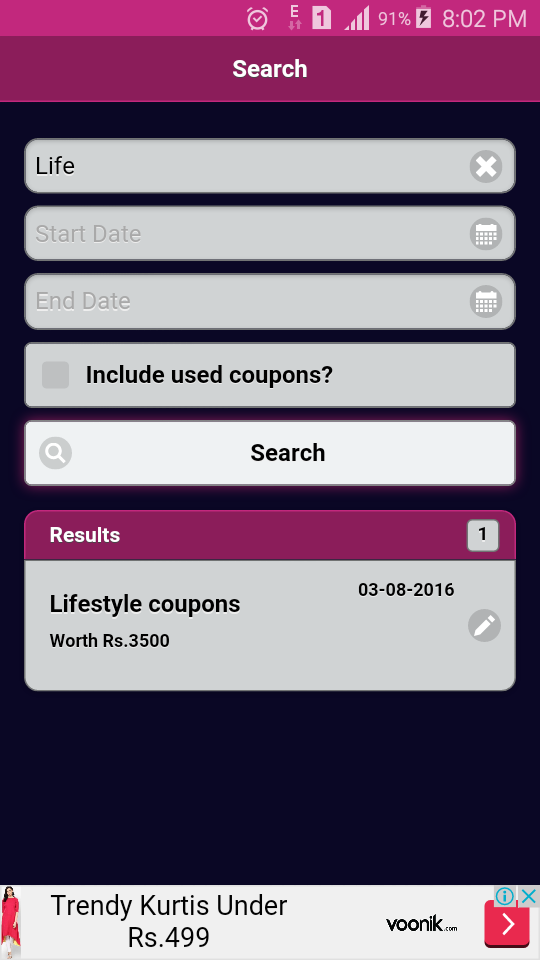 E
1
91%
8:02 PM
Search
Life
Start Date
End Date
Include used coupons?
Search
Results
1
03-08-2016
Lifestyle coupons
Worth Rs.3500
Trendy Kurtis Under
Rs.499
voonik.com